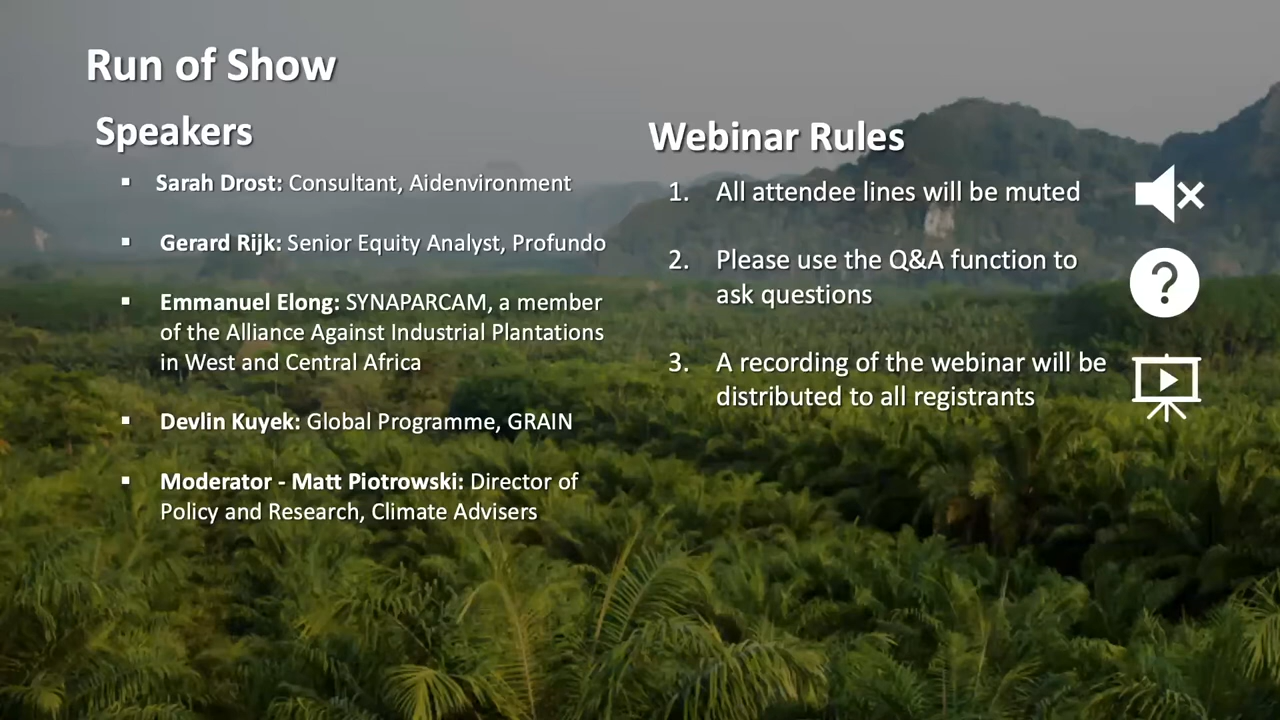 Run of Show
Speakers
▪ Sarah Drost: Consultant, Aidenvironment
▪ Gerard Rijk: Senior Equity Analyst, Profundo
▪ Emmanuel Elong: SYNAPARCAM, a member
of the Alliance Against Industrial Plantations
in West and Central Africa
▪ Devlin Kuyek: Global Programme, GRAIN
▪ Moderator - Matt Piotrowski: Director of
Policy and Research, Climate Advisers
Webinar Rules
1. All attendee lines will be muted
2. Please use the Q&A function to
ask questions
?
3. A recording of the webinar will be
distributed to all registrants